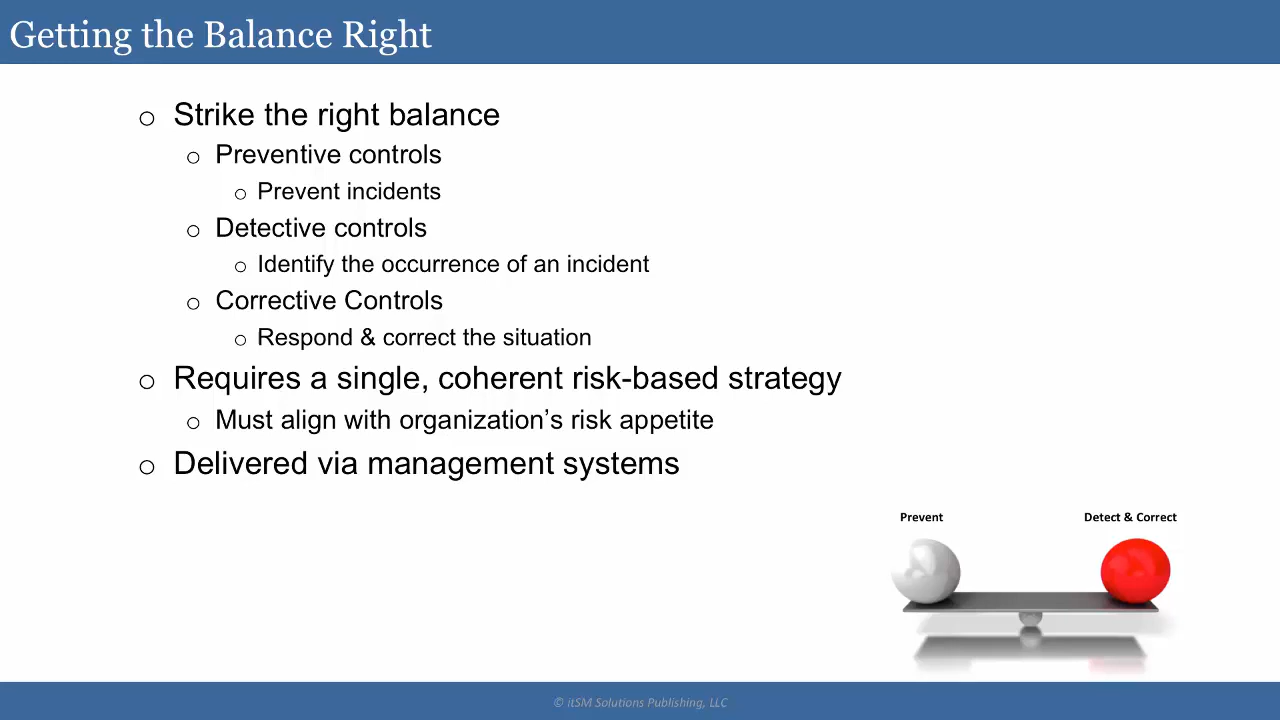 Getting the Balance Right
o Strike the right balance
o Preventive controls
o Prevent incidents
o Detective controls
o Identify the occurrence of an incident
o Corrective Controls
o Respond & correct the situation
o Requires a single, coherent risk-based strategy
o Must align with organization’s risk appetite
o Delivered via management systems
Prevent
Detect & Correct
© itSM Solutions Publishing, LLC